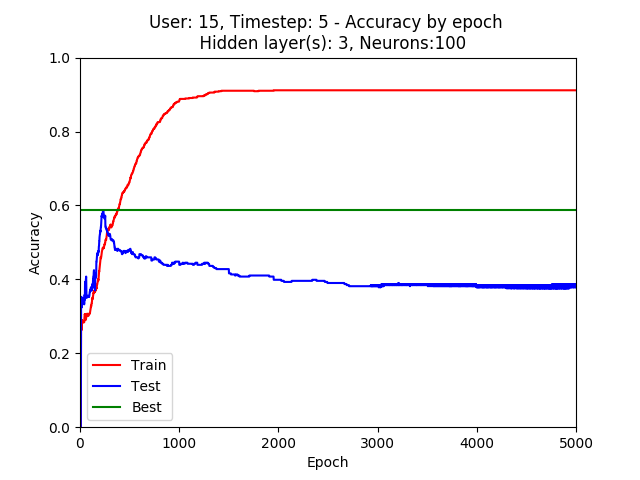 User: 15, Timestep: 5 - Accuracy by epoch
Hidden layer(s): 3, Neurons:100
1.0
0.8
0.6
0.4
0.2
0.0
Accuracy
Train
Test
Best
0 1000 2000 3000 4000 5000
Epoch